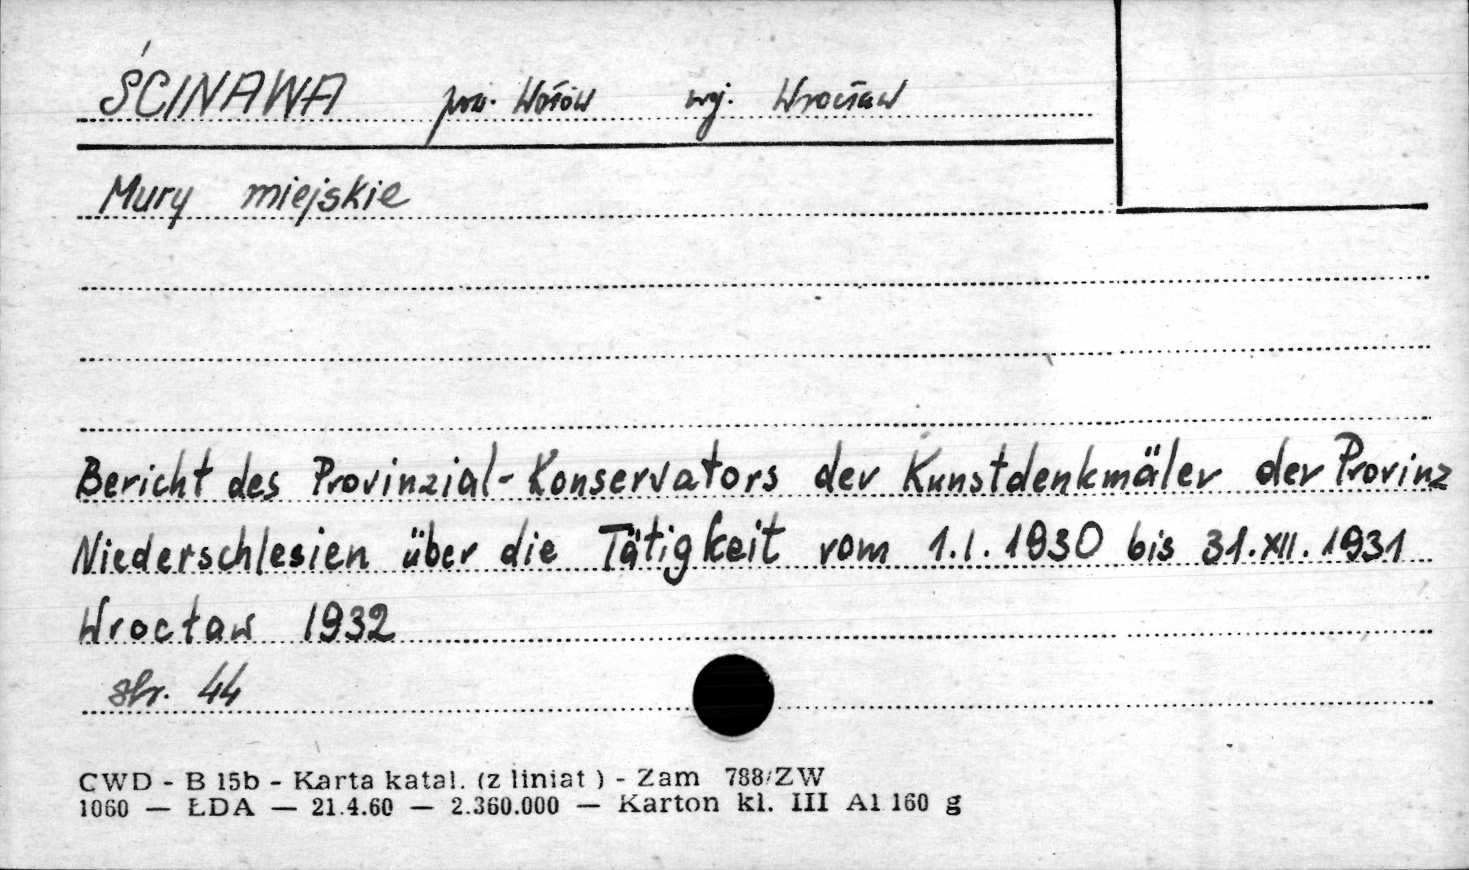 ŚCINAWA pow. Wołów woj. Wrocław
Mury miejskie
Bericht des Provinzial-Konservators der Kunstdenkmäler der Provinz
Niederschlesien über die Tätigkeit vom 1.I.1930 bis 31.XII.1931
Wrocław 1932
str. 44
CWD - B 15b - Karta katal. (z liniat ) - Zam 788/ZW
1060 — ŁDA — 21.4.60 — 2.360.000 — Karton kl. III A1 160 g